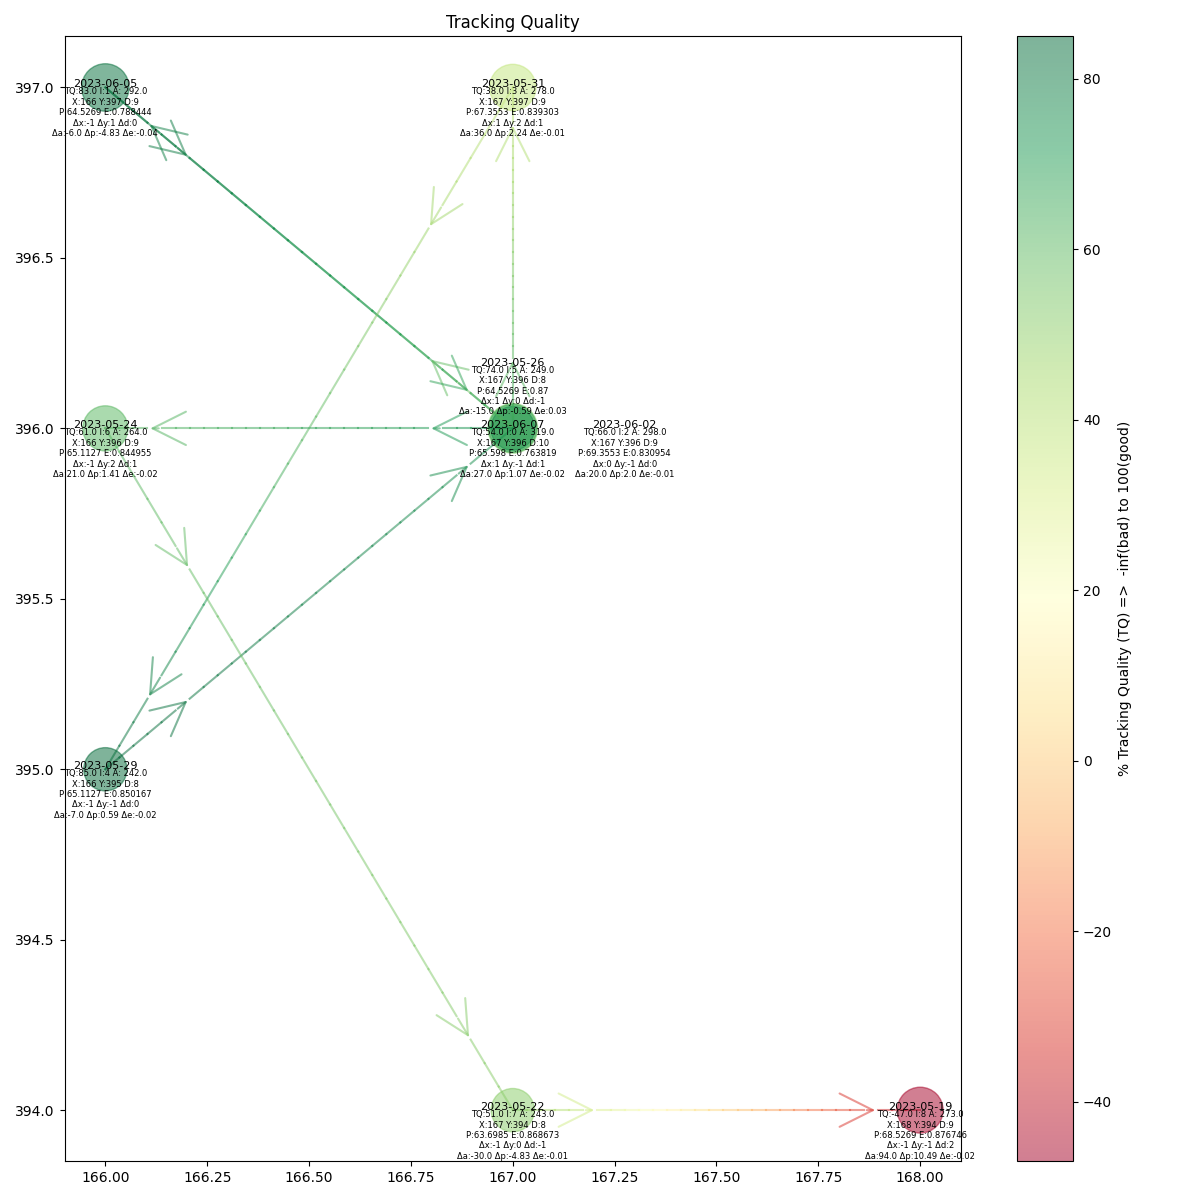 Tracking Quality
397.0
396.5
396.0
395.5
395.0
394.5
394.0
2023-06-05
TQ:83.0 I:1 A: 292.0
X:166 Y:397 D:9
P:64.5269 E:0.788444
Δx:-1 Δy:1 Δd:0
Δa:-6.0 Δp:-4.83 Δe:-0.04
2023-05-31
TQ:38.0 I:3 A: 278.0
X:167 Y:397 D:9
P:67.3553 E:0.839303
Δx:1 Δy:2 Δd:1
Δa:36.0 Δp:2.24 Δe:-0.01
2023-05-26
TQ:74.0 I:5 A: 249.0
X:167 Y:396 D:8
P:64.5269 E:0.87
Δx:1 Δy:0 Δd:-1
Δa:-15.0 Δp:-0.59 Δe:0.03
2023-05-24
TQ:61.0 I:6 A: 264.0
X:166 Y:396 D:9
P:65.1127 E:0.844955
Δx:-1 Δy:2 Δd:1
Δa:21.0 Δp:1.41 Δe:-0.02
2023-06-07
TQ:54.0 I:0 A: 319.0
X:167 Y:396 D:10
P:65.598 E:0.763819
Δx:1 Δy:-1 Δd:1
Δa:27.0 Δp:1.07 Δe:-0.02
2023-06-02
TQ:66.0 I:2 A: 298.0
X:167 Y:396 D:9
P:69.3553 E:0.830954
Δx:0 Δy:-1 Δd:0
Δa:20.0 Δp:2.0 Δe:-0.01
2023-05-29
TQ:85.0 I:4 A: 242.0
X:166 Y:395 D:8
P:65.1127 E:0.850167
Δx:-1 Δy:-1 Δd:0
Δa:-7.0 Δp:0.59 Δe:-0.02
2023-05-22
TQ:51.0 I:7 A: 243.0
X:167 Y:394 D:8
P:63.6985 E:0.868673
Δx:-1 Δy:0 Δd:-1
Δa:-30.0 Δp:-4.83 Δe:-0.01
2023-05-19
TQ:-47.0 I:8 A: 273.0
X:168 Y:394 D:9
P:68.5269 E:0.876746
Δx:-1 Δy:-1 Δd:2
Δa:94.0 Δp:10.49 Δe:-0.02
166.00 166.25 166.50 166.75 167.00 167.25 167.50 167.75 168.00
80
60
40
20
0
−20
−40
% Tracking Quality (TQ) => -inf(bad) to 100(good)